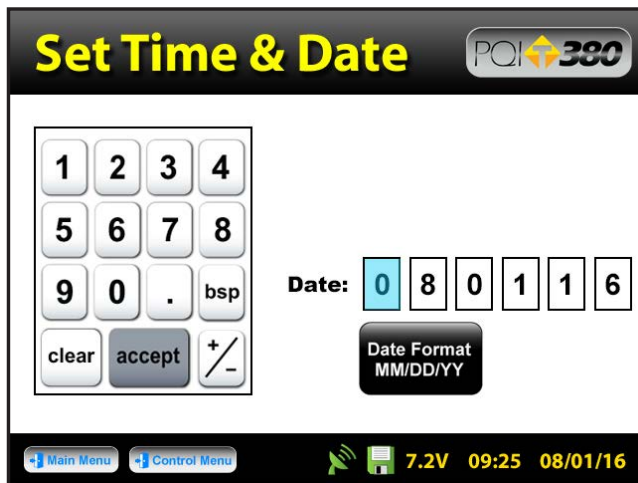 Set Time & Date
PQI T 380
1 2 3 4
5 6 7 8
9 0 . bsp
clear accept +/-
Date: 0 8 0 1 1 6
Date Format
MM/DD/YY
Main Menu Control Menu 7.2V 09:25 08/01/16